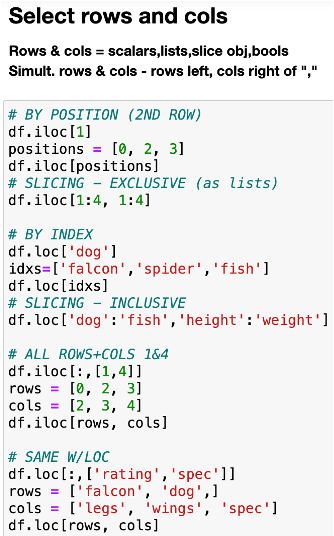 Select rows and cols
Rows & cols = scalars,lists,slice obj,bools
Simult. rows & cols - rows left, cols right of ","
# BY POSITION (2ND ROW)
df.iloc[1]
positions = [0, 2, 3]
df.iloc[positions]
# SLICING – EXCLUSIVE (as lists)
df.iloc[1:4, 1:4]
# BY INDEX
df.loc['dog']
idxs=['falcon','spider','fish']
df.loc[idxs]
# SLICING – INCLUSIVE
df.loc['dog':'fish','height':'weight']
# ALL ROWS+COLS 1&4
df.iloc[:,[1,4]]
rows = [0, 2, 3]
cols = [2, 3, 4]
df.iloc[rows, cols]
# SAME W/LOC
df.loc[:,['rating','spec']]
rows = ['falcon', 'dog',]
cols = ['legs', 'wings', 'spec']
df.loc[rows, cols]